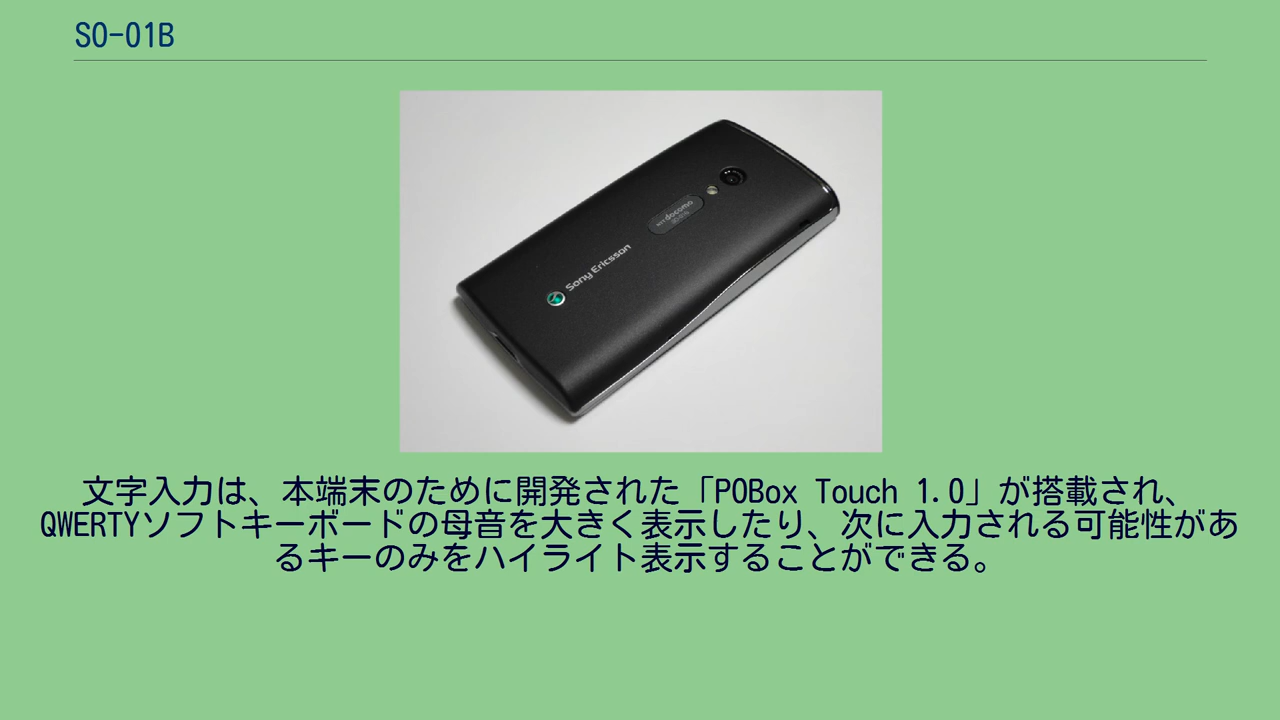 SO-01B
docomo
Sony Ericsson
文字入力は、本端末のために開発された「POBox Touch 1.0」が搭載され、
QWERTYソフトキーボードの母音を大きく表示したり、次に入力される可能性があ
るキーのみをハイライト表示することができる。